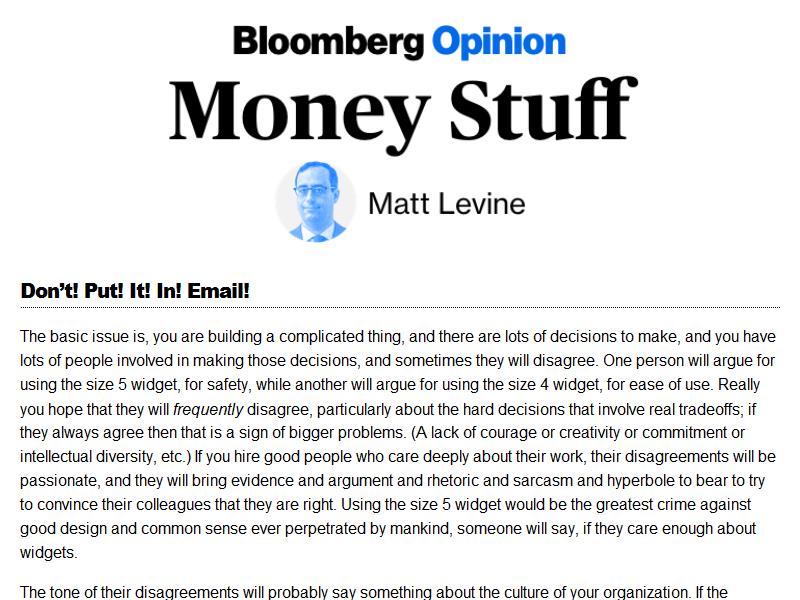 Bloomberg Opinion
Money Stuff
Matt Levine
Don’t! Put! It! In! Email!
The basic issue is, you are building a complicated thing, and there are lots of decisions to make, and you have
lots of people involved in making those decisions, and sometimes they will disagree. One person will argue for
using the size 5 widget, for safety, while another will argue for using the size 4 widget, for ease of use. Really
you hope that they will frequently disagree, particularly about the hard decisions that involve real tradeoffs; if
they always agree then that is a sign of bigger problems. (A lack of courage or creativity or commitment or
intellectual diversity, etc.) If you hire good people who care deeply about their work, their disagreements will be
passionate, and they will bring evidence and argument and rhetoric and sarcasm and hyperbole to bear to try
to convince their colleagues that they are right. Using the size 5 widget would be the greatest crime against
good design and common sense ever perpetrated by mankind, someone will say, if they care enough about
widgets.
The tone of their disagreements will probably say something about the culture of your organization. If the